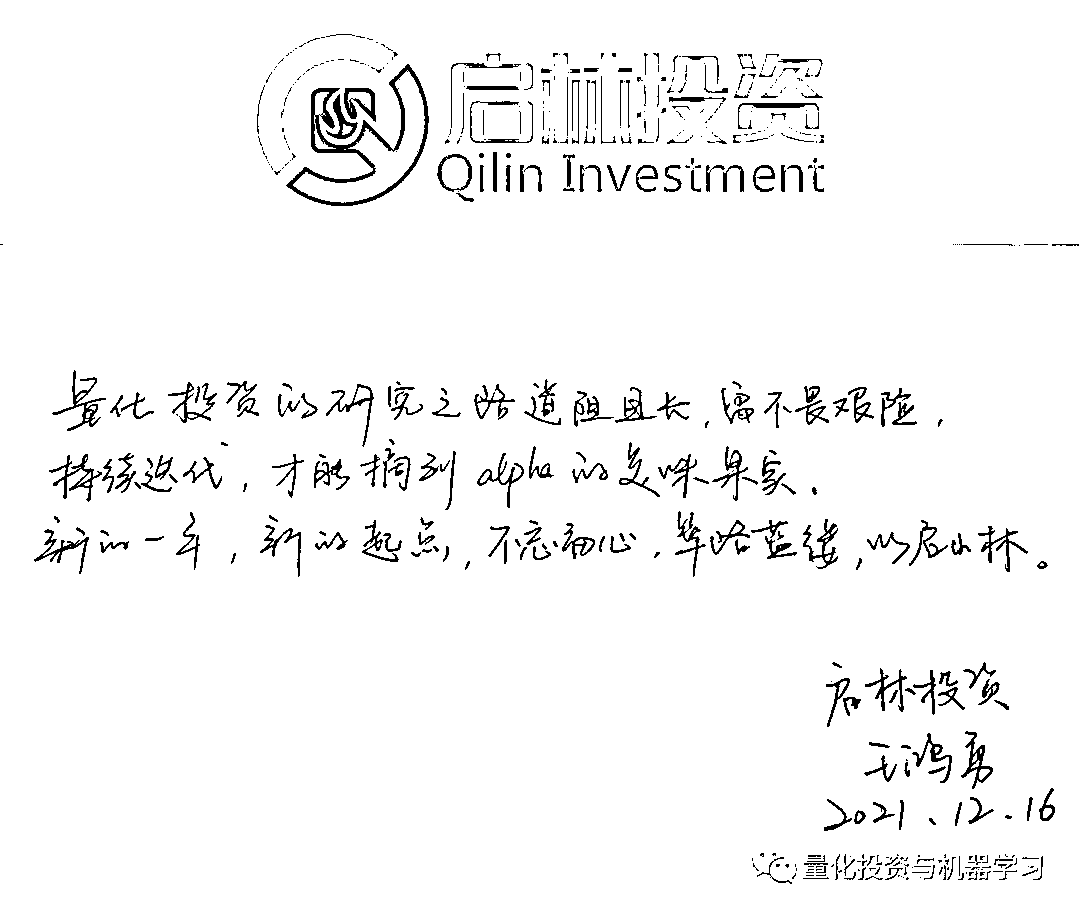 启林投资
Qilin Investment
量化投资的研究之路道阻且长,需不畏艰险,
持续迭代,才能摘到alpha的美味果实.
新的一年,新的起点,不忘初心,筚路蓝缕,以启山林。
启林投资
王鸿勇
2021.12.16
量化投资与机器学习